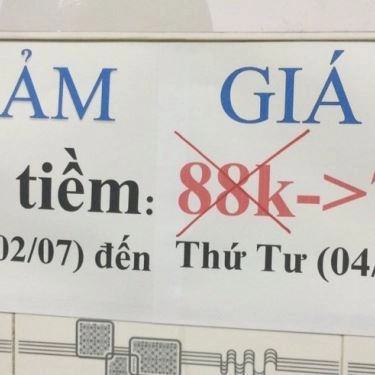 ẢM GIÁ
tiềm: 88k->
02/07) đến Thứ Tư (04/